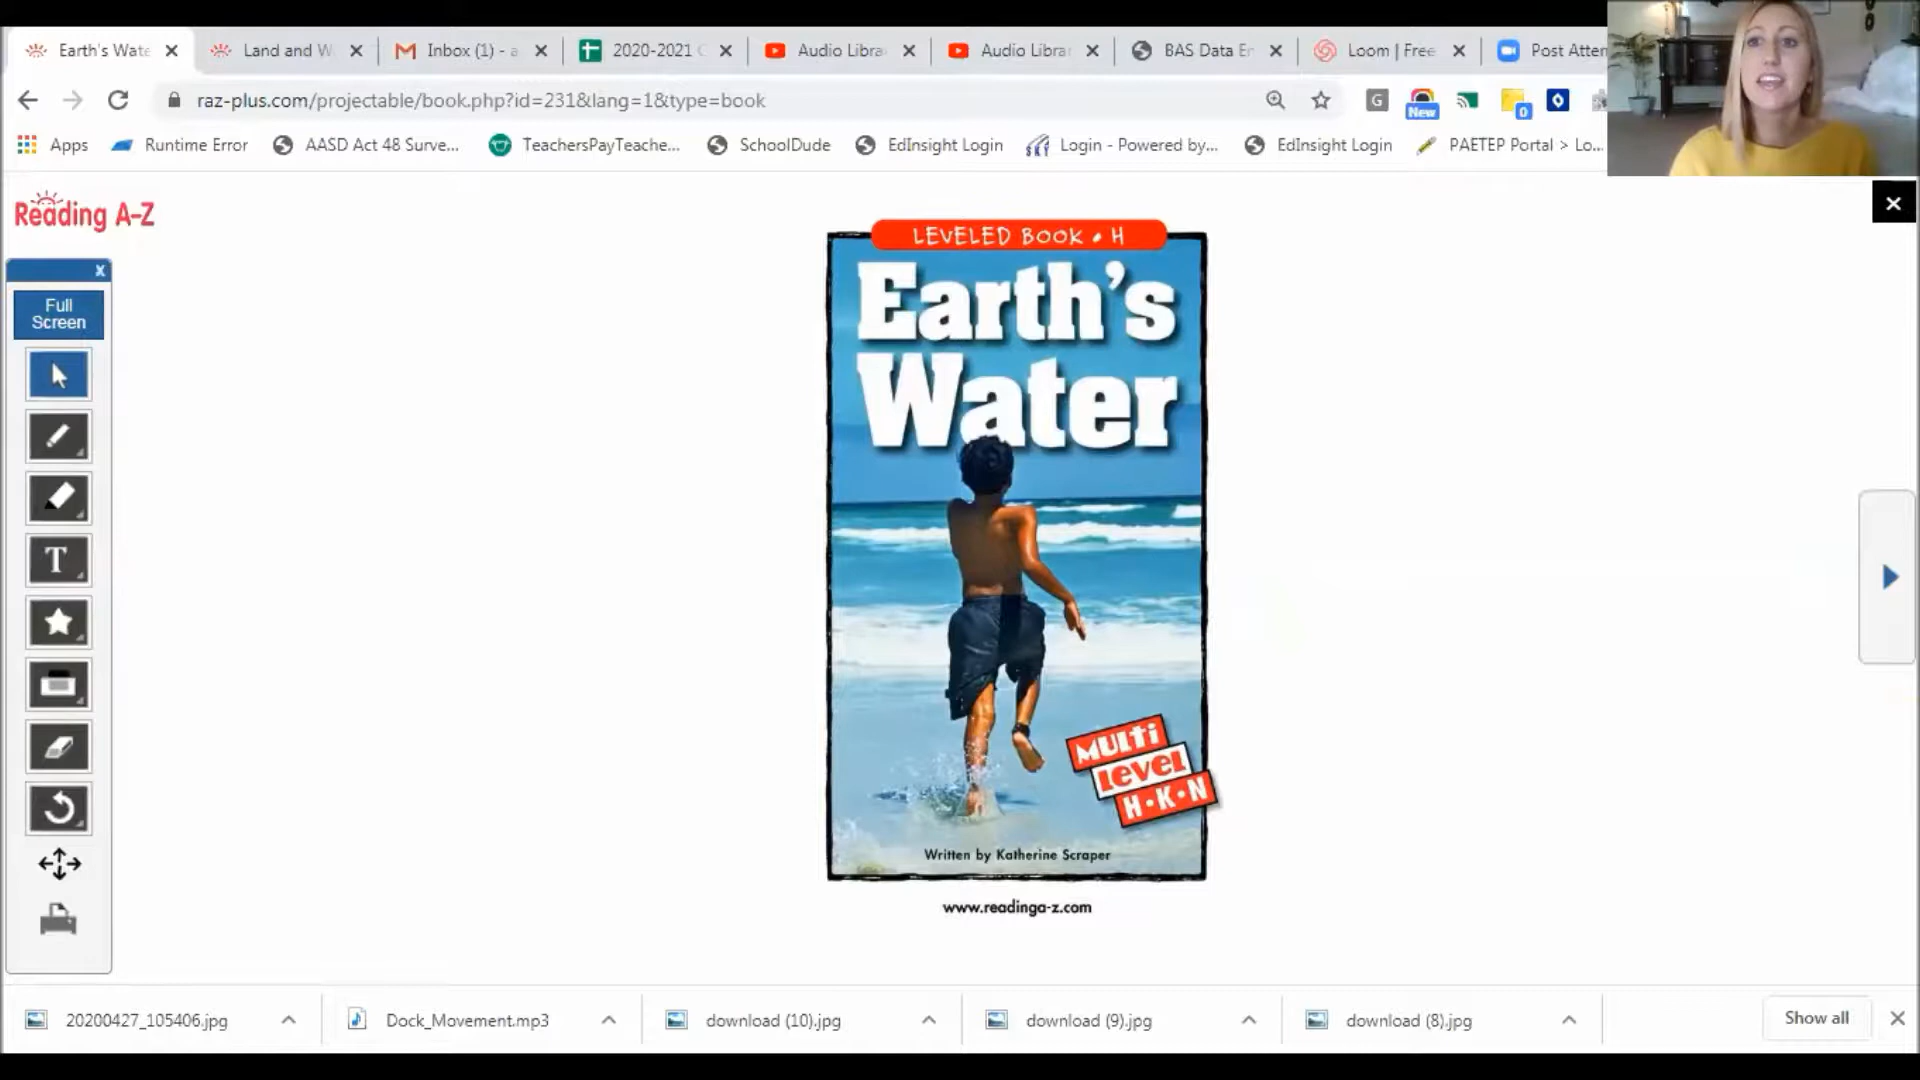 Earth's Wate
Land and W
Inbox (1) - a
2020-2021 C
Audio Libra
Audio Librar
BAS Data En
Loom | Free
Post Atten
raz-plus.com/projectable/book.php?id=231&lang=1&type=book
G
New
0
Apps
Runtime Error
AASD Act 48 Surve...
TeachersPayTeache...
SchoolDude
EdInsight Login
Login - Powered by...
EdInsight Login
PAETEP Portal > Lo...
Reading A-Z
x
Full
Screen
T
LEVELED BOOK • H
Earth's
Water
MULTi
level
H•K•N
Written by Katherine Scraper
www.readinga-z.com
20200427_105406.jpg
Dock_Movement.mp3
download (10).jpg
download (9).jpg
download (8).jpg
Show all